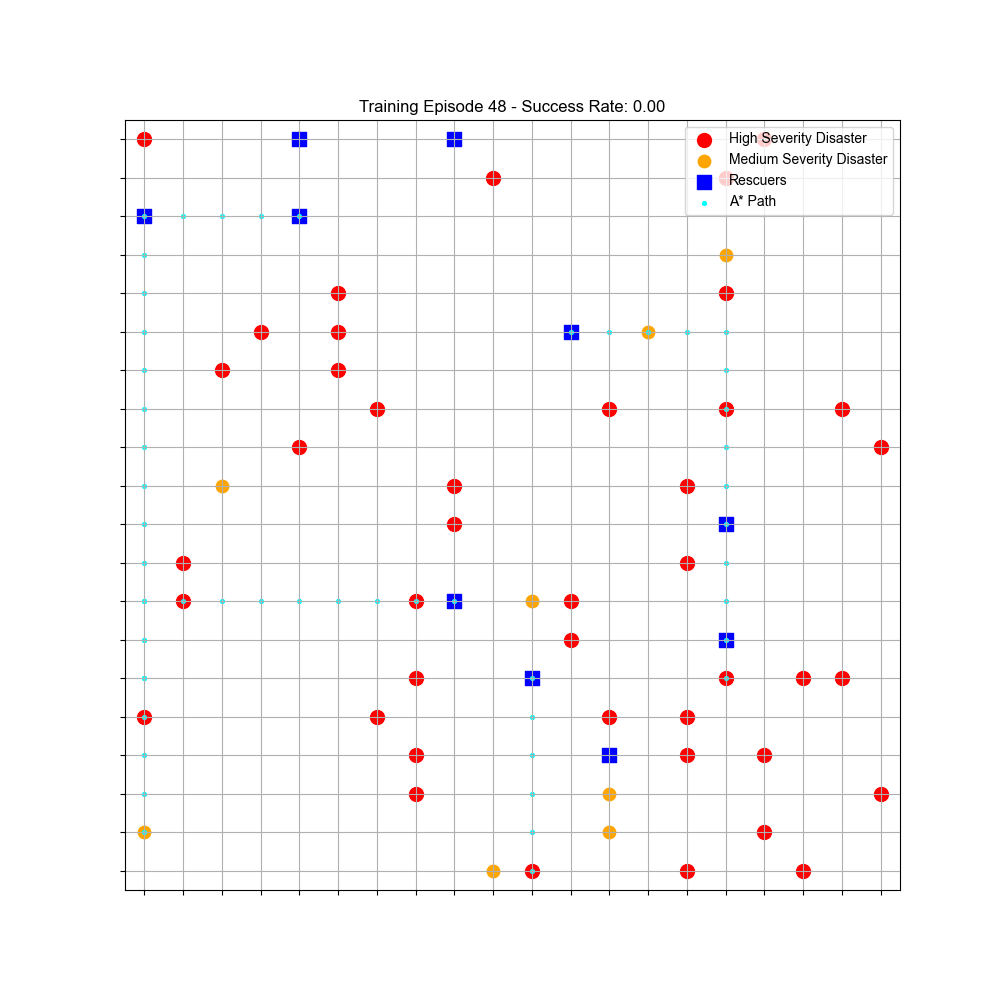 Training Episode 48 - Success Rate: 0.00
High Severity Disaster
Medium Severity Disaster
Rescuers
A* Path